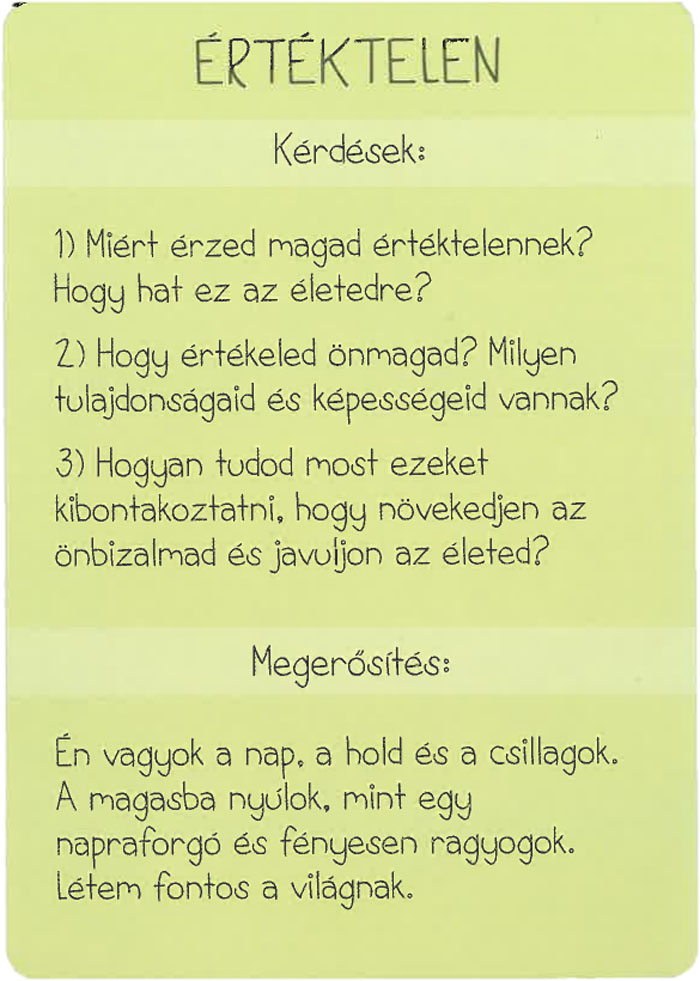 ÉRTÉKTELEN
Kérdések:
1) Miért érzed magad értéktelennek?
Hogy hat ez az életedre?
2) Hogy értékeled önmagad? Milyen
tulajdonságaid és képességeid vannak?
3) Hogyan tudod most ezeket
kibontakoztatni, hogy növekedjen az
önbizalmad és javuljon az életed?
Megerősítés:
Én vagyok a nap, a hold és a csillagok.
A magasba nyúlok, mint egy
napraforgó és fényesen ragyogok.
Létem fontos a világnak.